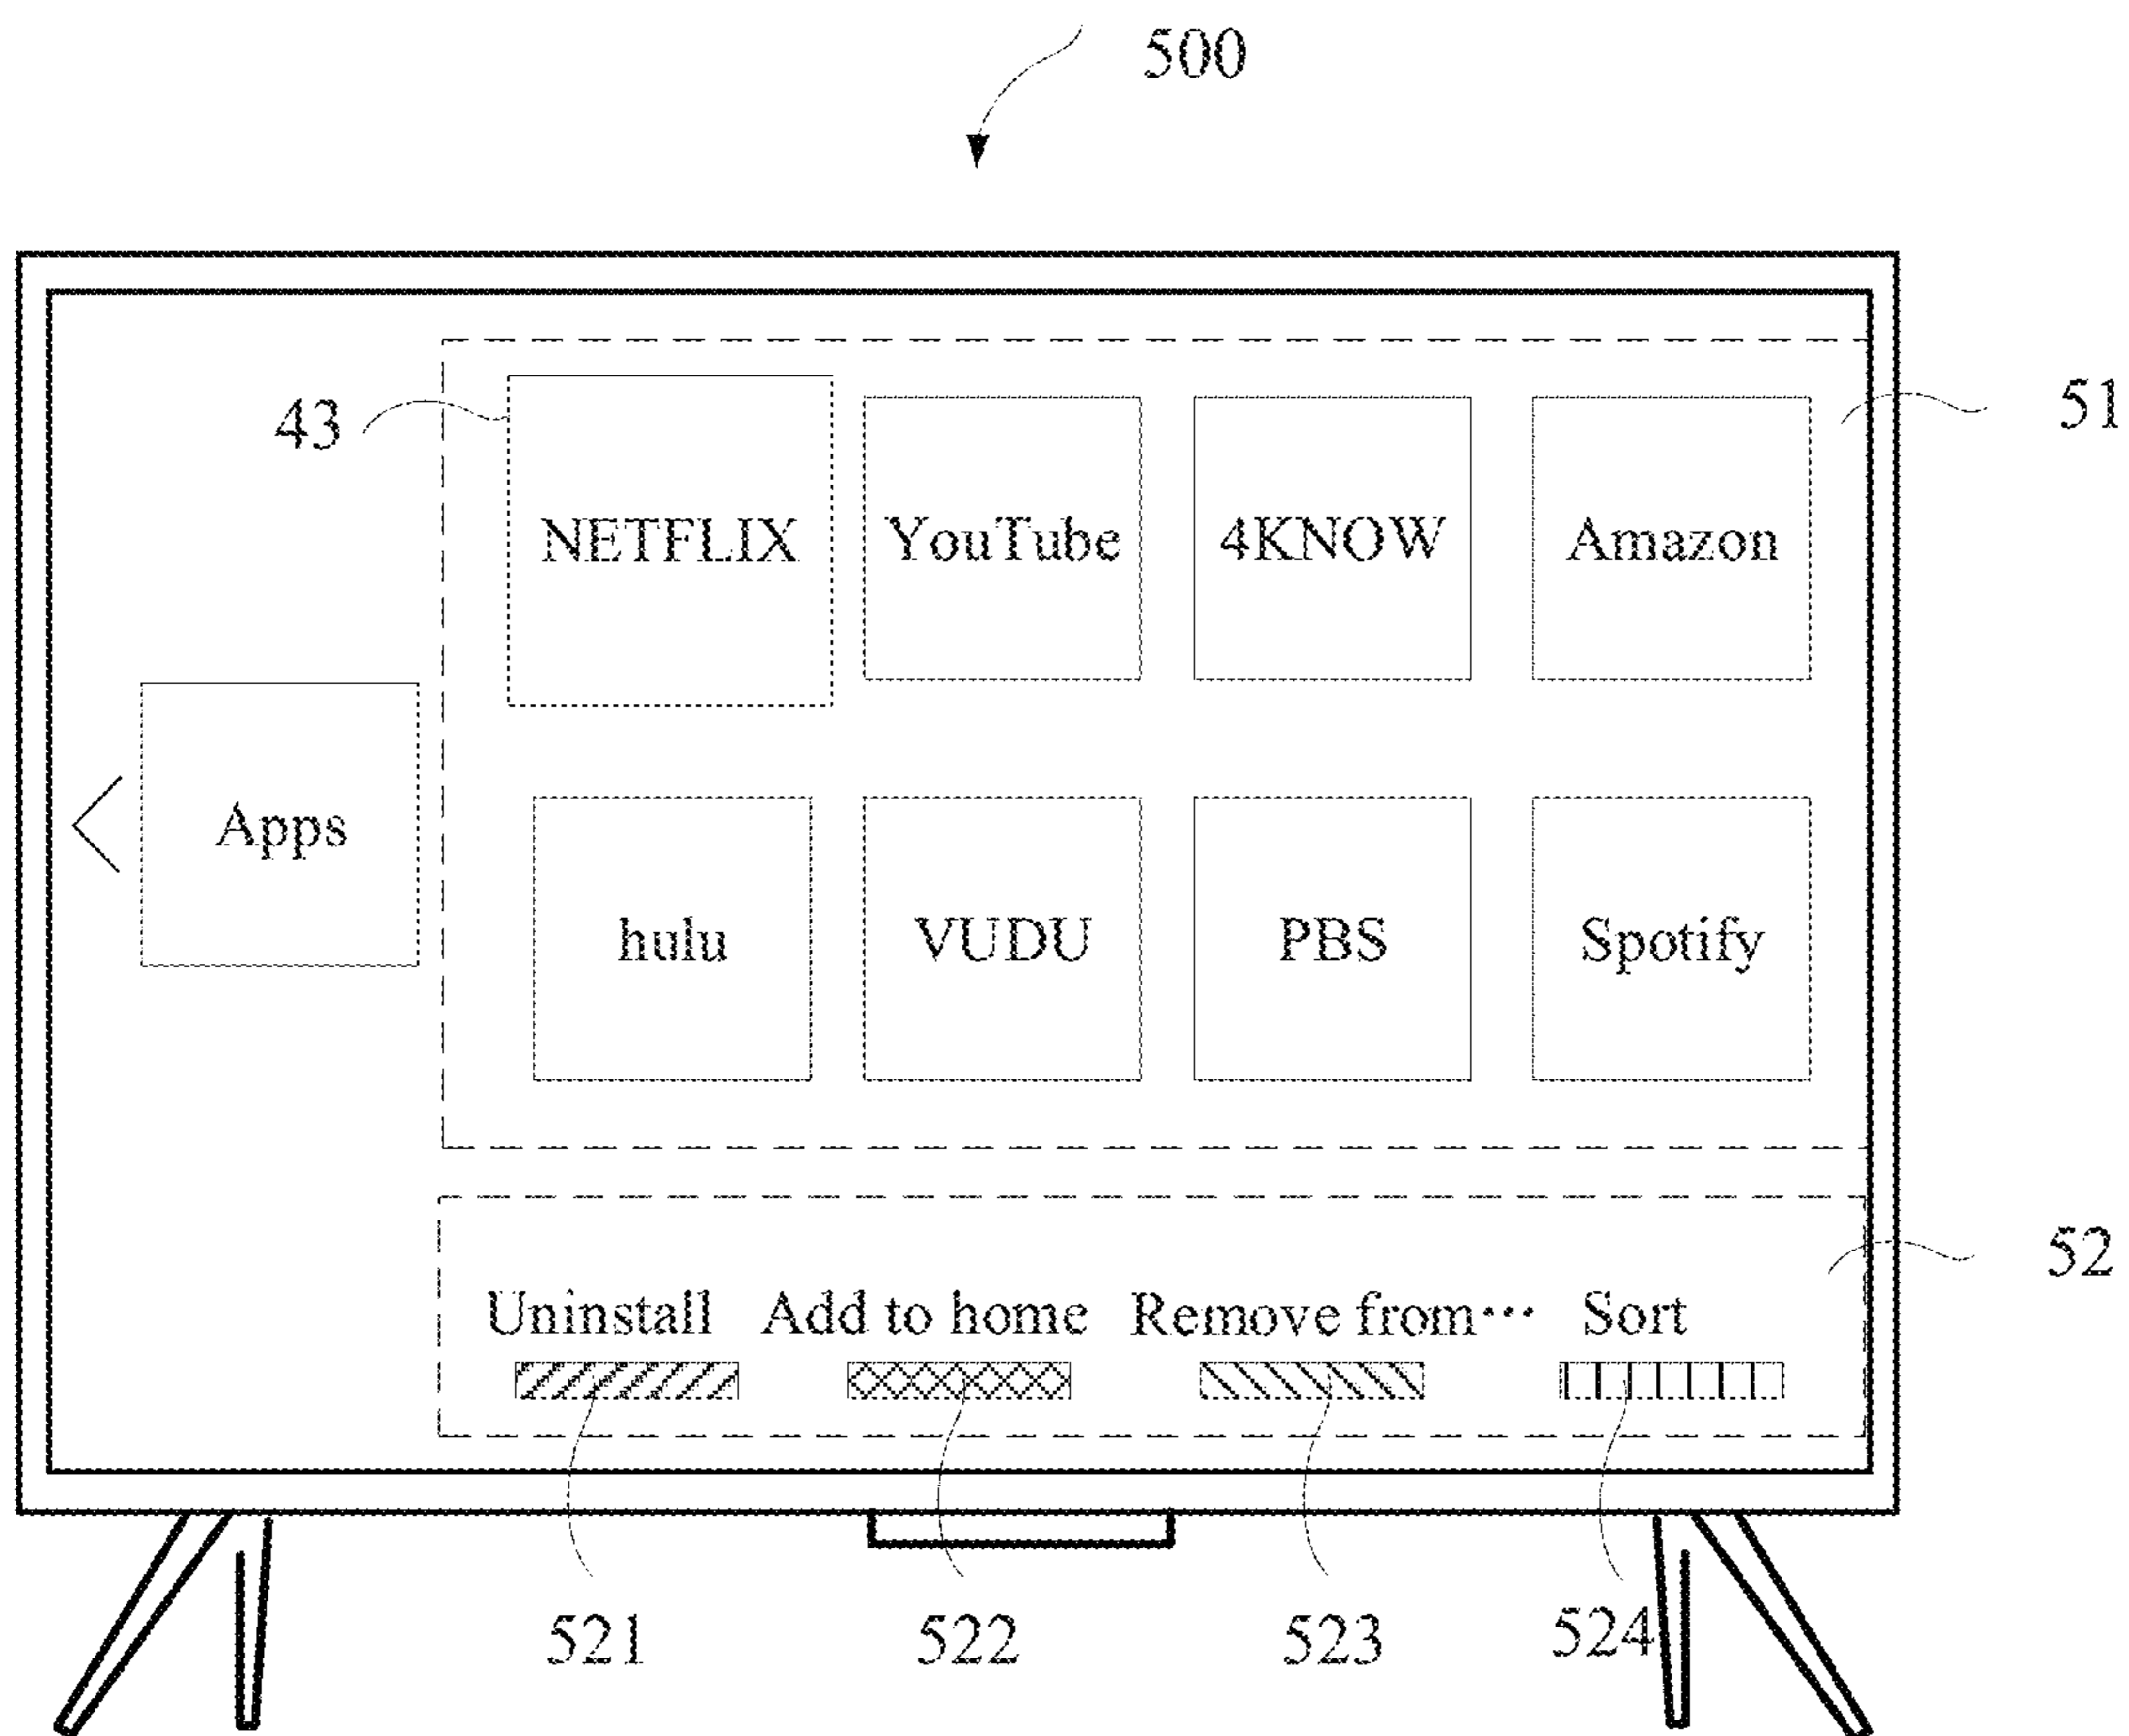 500
43
51
NETFLIX YouTube 4KNOW Amazon
Apps
hulu VUDU PBS Spotify
52
Uninstall Add to home Remove from··· Sort
521 522 523 524